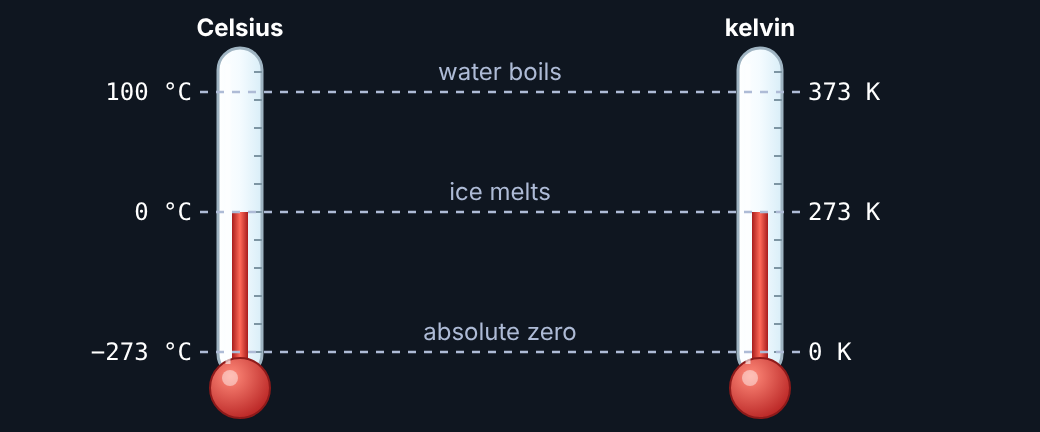 Celsius kelvin
water boils
100 °C 373 K
ice melts
0 °C 273 K
absolute zero
−273 °C 0 K